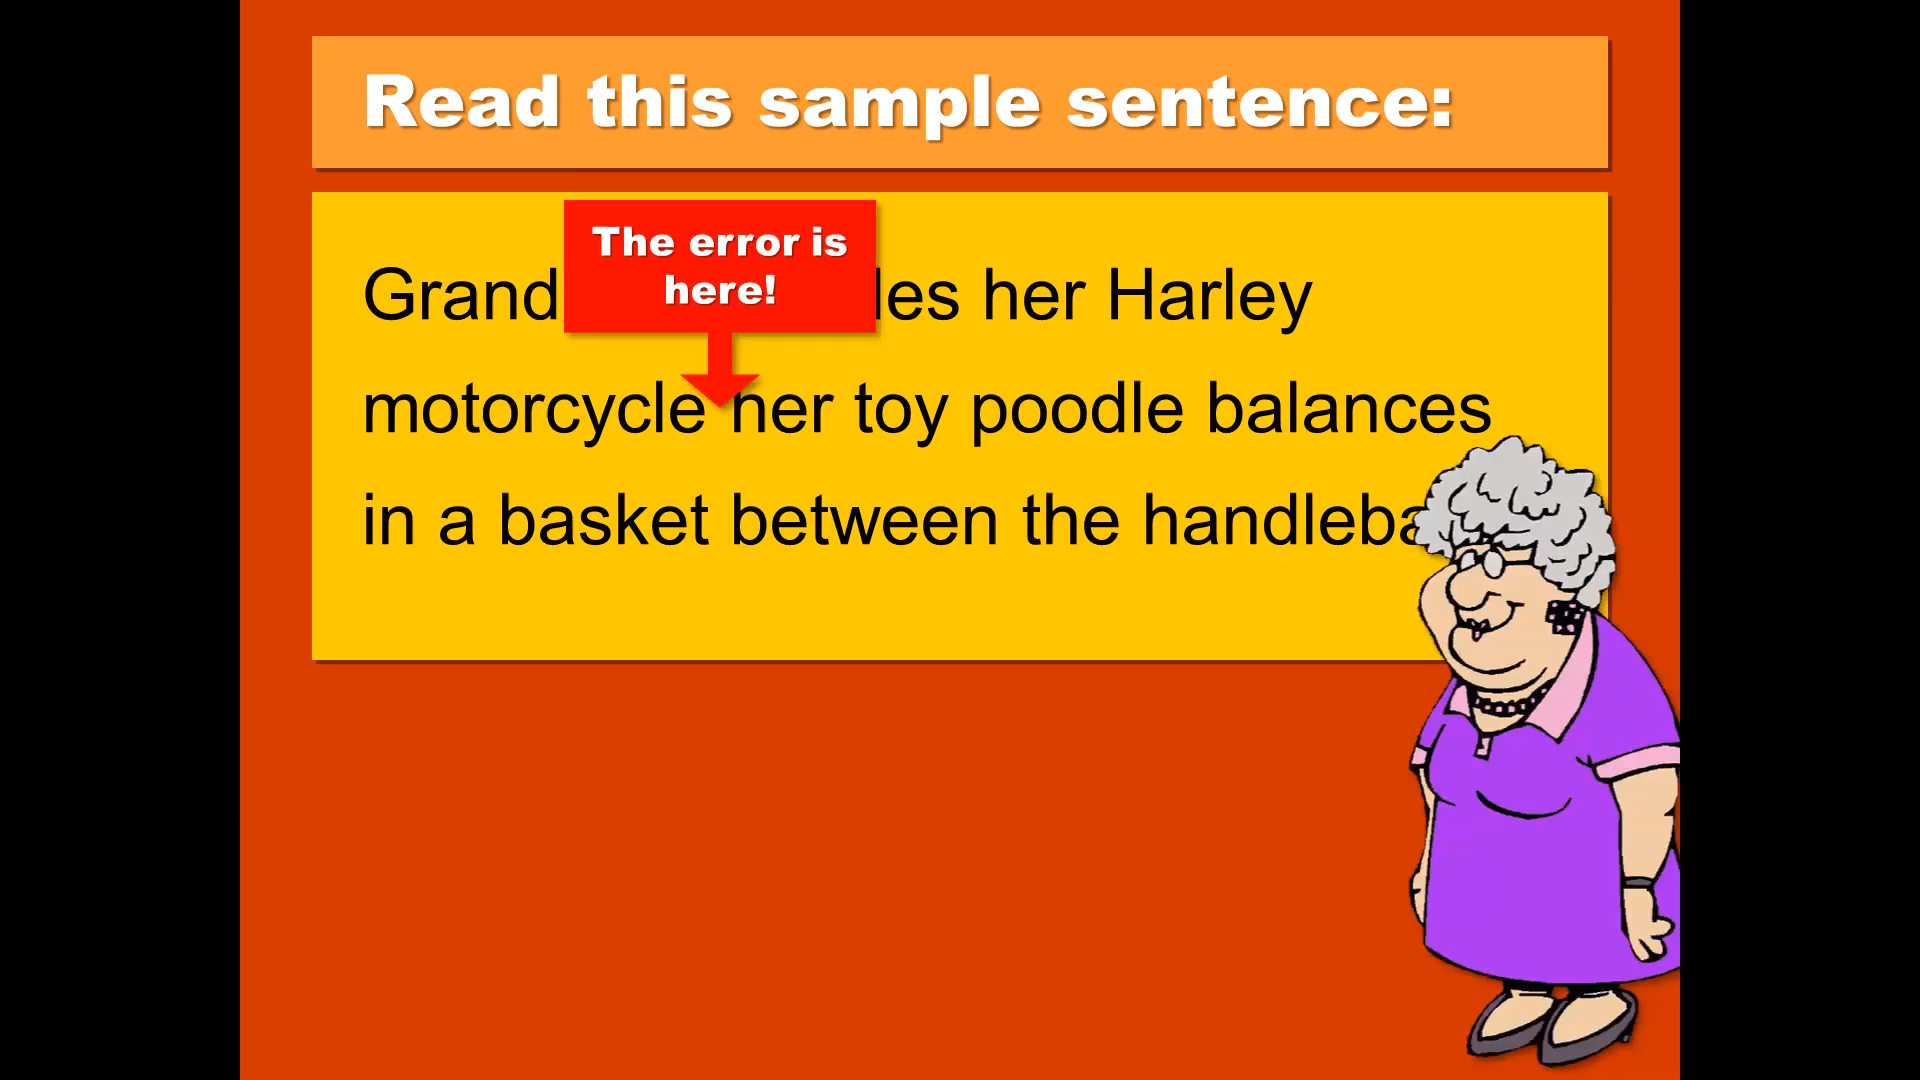 Read this sample sentence:
The error is
here!
Grand les her Harley
motorcycle her toy poodle balances
in a basket between the handleba